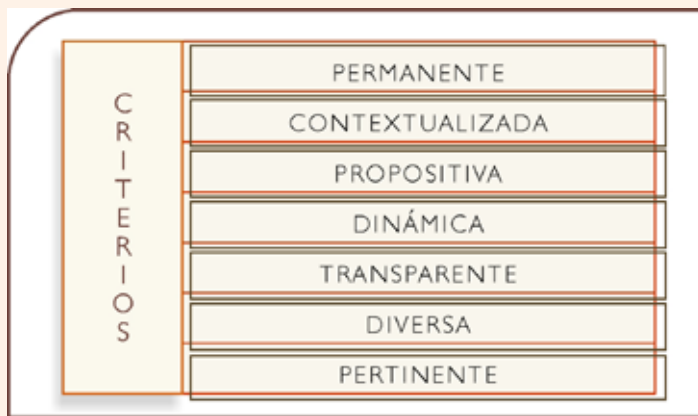 CRITERIOS
PERMANENTE
CONTEXTUALIZADA
PROPOSITIVA
DINÁMICA
TRANSPARENTE
DIVERSA
PERTINENTE